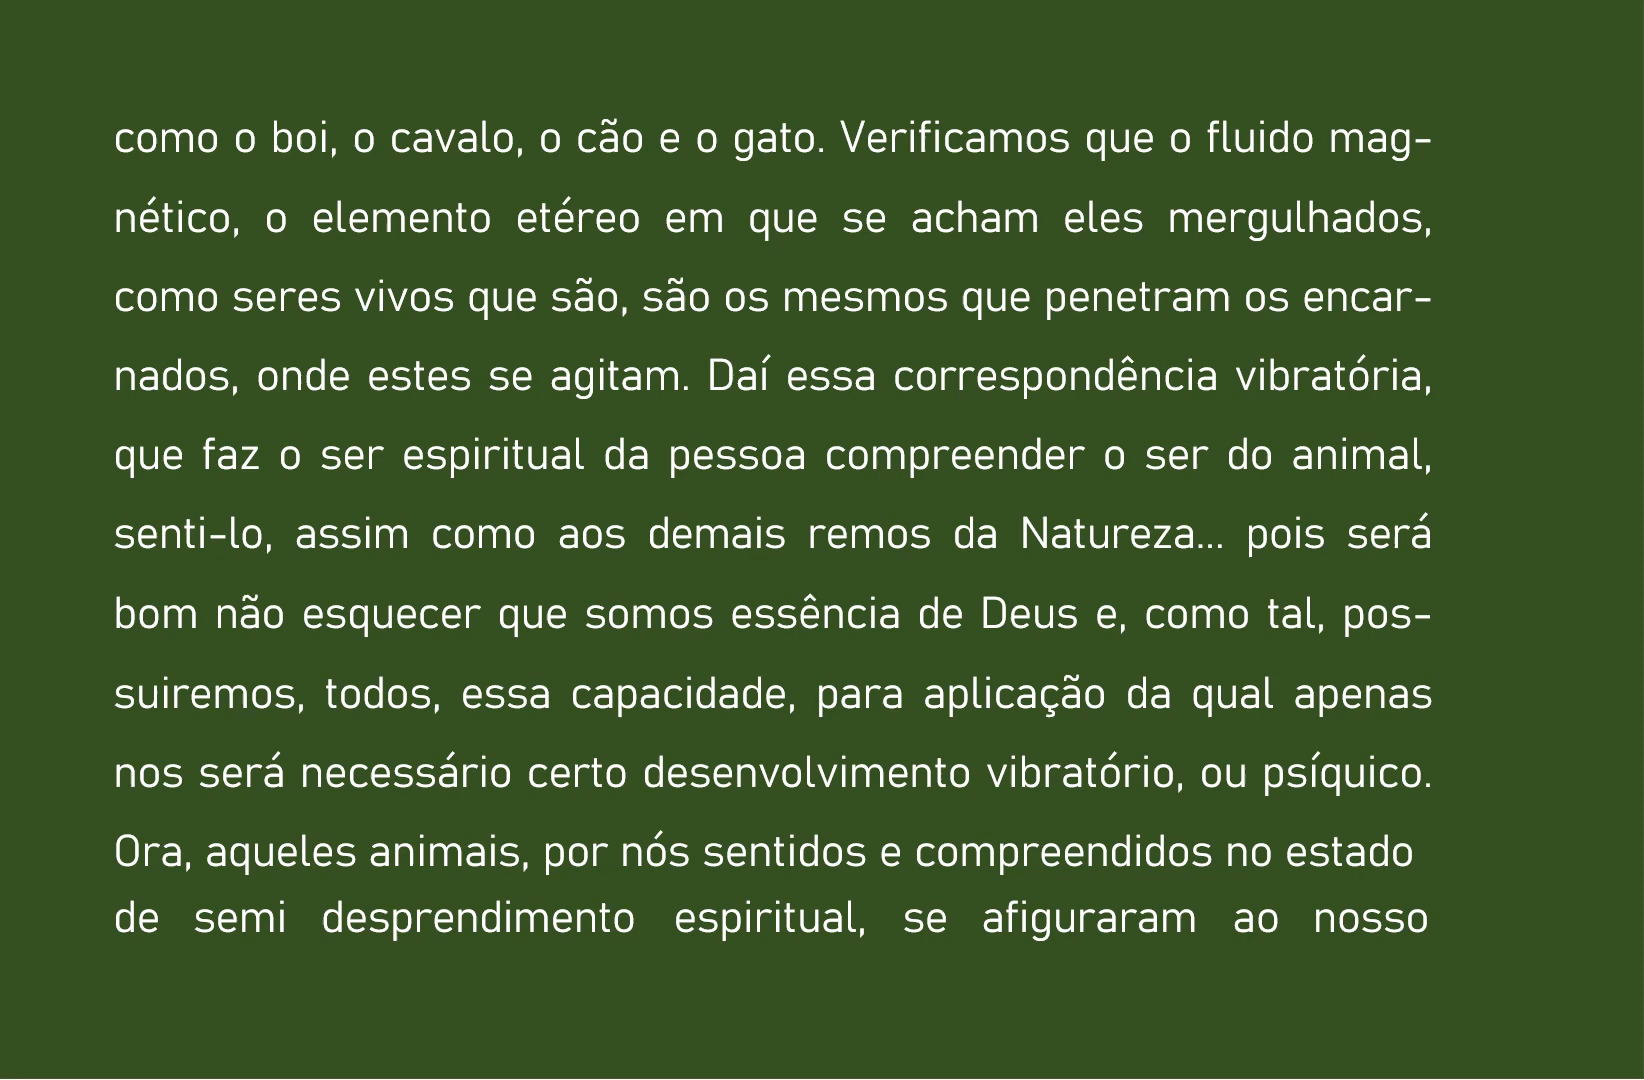 como o boi, o cavalo, o cão e o gato. Verificamos que o fluido mag-
nético, o elemento etéreo em que se acham eles mergulhados,
como seres vivos que são, são os mesmos que penetram os encar-
nados, onde estes se agitam. Daí essa correspondência vibratória,
que faz o ser espiritual da pessoa compreender o ser do animal,
senti-lo, assim como aos demais remos da Natureza... pois será
bom não esquecer que somos essência de Deus e, como tal, pos-
suiremos, todos, essa capacidade, para aplicação da qual apenas
nos será necessário certo desenvolvimento vibratório, ou psíquico.
Ora, aqueles animais, por nós sentidos e compreendidos no estado
de semi desprendimento espiritual, se afiguraram ao nosso